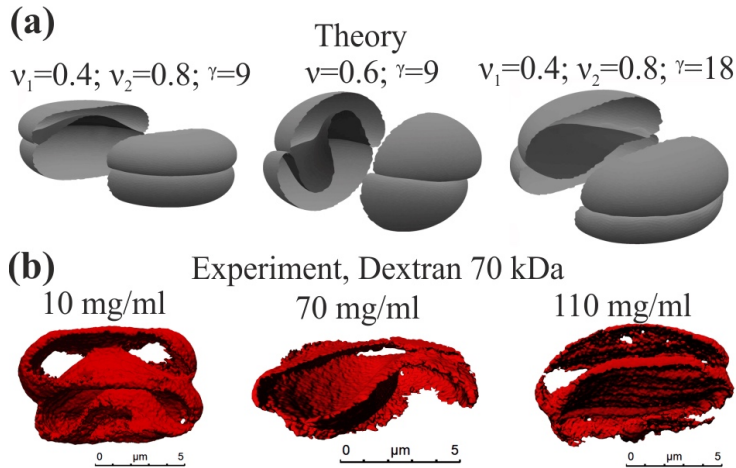 (a)
Theory
ν₁=0.4; ν₂=0.8; γ=9
ν=0.6; γ=9
ν₁=0.4; ν₂=0.8; γ=18
(b)
Experiment, Dextran 70 kDa
10 mg/ml
70 mg/ml
110 mg/ml
0 μm 5
0 μm 5
0 μm 5